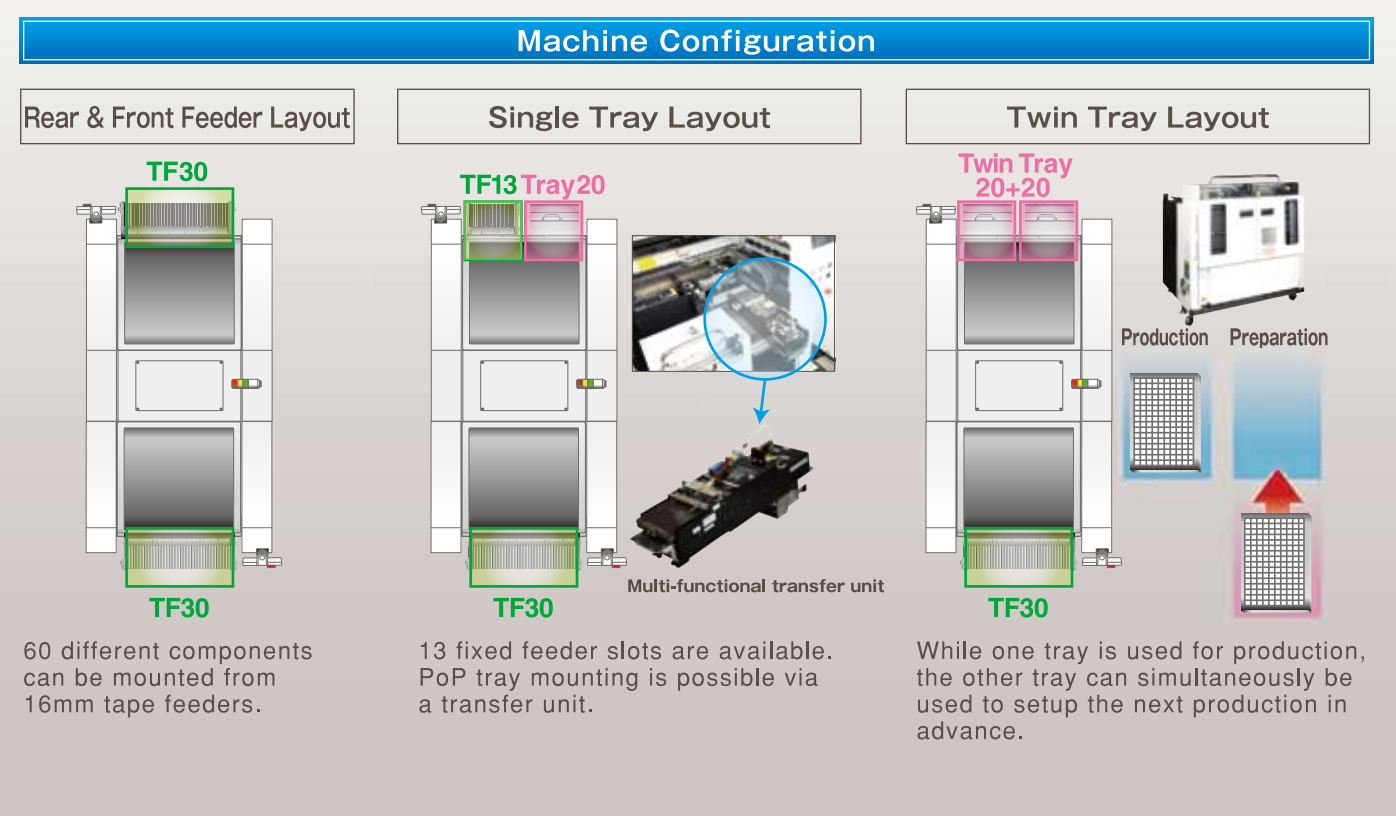 Machine Configuration
Rear & Front Feeder Layout
TF30
TF30
60 different components
can be mounted from
16mm tape feeders.
Single Tray Layout
TF13 Tray20
Multi-functional transfer unit
TF30
13 fixed feeder slots are available.
PoP tray mounting is possible via
a transfer unit.
Twin Tray Layout
Twin Tray
20+20
Production Preparation
TF30
While one tray is used for production,
the other tray can simultaneously be
used to setup the next production in
advance.